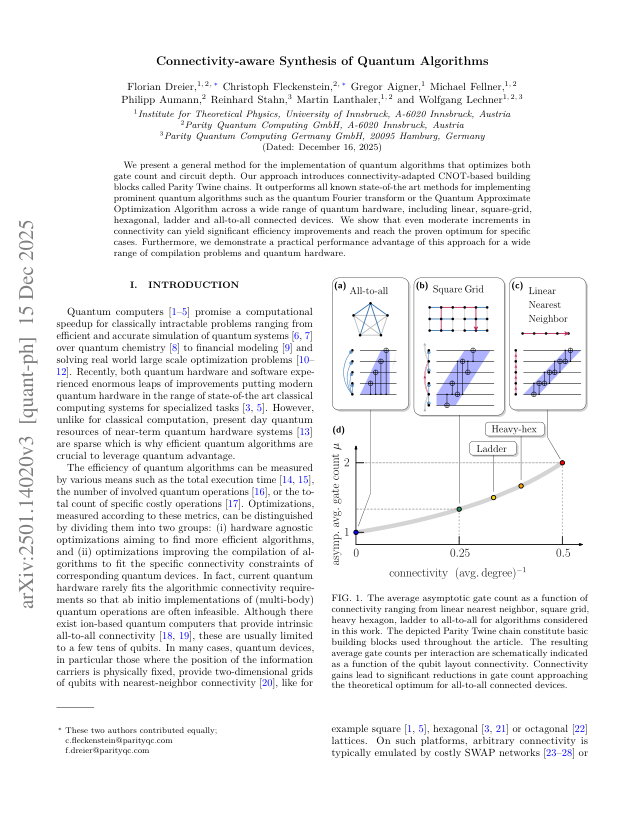 arXiv:2501.14020v3 [quant-ph] 15 Dec 2025
Connectivity-aware Synthesis of Quantum Algorithms
Florian Dreier,1, 2, * Christoph Fleckenstein,2, * Gregor Aigner,1 Michael Fellner,1, 2
Philipp Aumann,2 Reinhard Stahn,3 Martin Lanthaler,1, 2 and Wolfgang Lechner1, 2, 3
1Institute for Theoretical Physics, University of Innsbruck, A-6020 Innsbruck, Austria
2Parity Quantum Computing GmbH, A-6020 Innsbruck, Austria
3Parity Quantum Computing Germany GmbH, 20095 Hamburg, Germany
(Dated: December 16, 2025)
We present a general method for the implementation of quantum algorithms that optimizes both
gate count and circuit depth. Our approach introduces connectivity-adapted CNOT-based building
blocks called Parity Twine chains. It outperforms all known state-of-the art methods for implementing
prominent quantum algorithms such as the quantum Fourier transform or the Quantum Approximate
Optimization Algorithm across a wide range of quantum hardware, including linear, square-grid,
hexagonal, ladder and all-to-all connected devices. We show that even moderate increments in
connectivity can yield significant efficiency improvements and reach the proven optimum for specific
cases. Furthermore, we demonstrate a practical performance advantage of this approach for a wide
range of compilation problems and quantum hardware.
I. INTRODUCTION
Quantum computers [1–5] promise a computational
speedup for classically intractable problems ranging from
efficient and accurate simulation of quantum systems [6, 7]
over quantum chemistry [8] to financial modeling [9] and
solving real world large scale optimization problems [10–
12]. Recently, both quantum hardware and software expe-
rienced enormous leaps of improvements putting modern
quantum hardware in the range of state-of-the art classical
computing systems for specialized tasks [3, 5]. However,
unlike for classical computation, present day quantum
resources of near-term quantum hardware systems [13]
are sparse which is why efficient quantum algorithms are
crucial to leverage quantum advantage.
The efficiency of quantum algorithms can be measured
by various means such as the total execution time [14, 15],
the number of involved quantum operations [16], or the to-
tal count of specific costly operations [17]. Optimizations,
measured according to these metrics, can be distinguished
by dividing them into two groups: (i) hardware agnostic
optimizations aiming to find more efficient algorithms,
and (ii) optimizations improving the compilation of al-
gorithms to fit the specific connectivity constraints of
corresponding quantum devices. In fact, current quantum
hardware rarely fits the algorithmic connectivity require-
ments so that ab initio implementations of (multi-body)
quantum operations are often infeasible. Although there
exist ion-based quantum computers that provide intrinsic
all-to-all connectivity [18, 19], these are usually limited
to a few tens of qubits. In many cases, quantum devices,
in particular those where the position of the information
carriers is physically fixed, provide two-dimensional grids
of qubits with nearest-neighbor connectivity [20], like for
* These two authors contributed equally;
c.fleckenstein@parityqc.com
f.dreier@parityqc.com
(a) All-to-all
(b) Square Grid
(c) Linear
Nearest
Neighbor
(d)
Heavy-hex
Ladder
asymp. avg. gate count μ
2
1
0
0.25
0.5
connectivity (avg. degree)−1
FIG. 1. The average asymptotic gate count as a function of
connectivity ranging from linear nearest neighbor, square grid,
heavy hexagon, ladder to all-to-all for algorithms considered
in this work. The depicted Parity Twine chain constitute basic
building blocks used throughout the article. The resulting
average gate counts per interaction are schematically indicated
as a function of the qubit layout connectivity. Connectivity
gains lead to significant reductions in gate count approaching
the theoretical optimum for all-to-all connected devices.
example square [1, 5], hexagonal [3, 21] or octagonal [22]
lattices. On such platforms, arbitrary connectivity is
typically emulated by costly SWAP networks [23–28] or